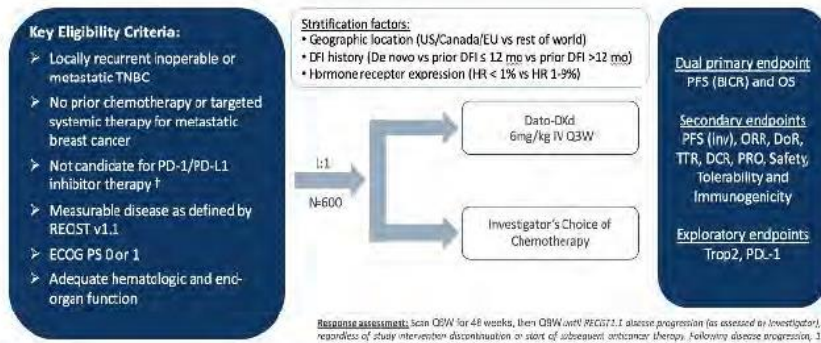 Key Eligibility Criteria:
➢ Locally recurrent inoperable or
metastatic TNBC
➢ No prior chemotherapy or targeted
systemic therapy for metastatic
breast cancer
➢ Not candidate for PD-1/PD-L1
inhibitor therapy †
➢ Measurable disease as defined by
RECIST v1.1
➢ ECOG PS 0 or 1
➢ Adequate hematologic and end-
organ function
Stratification factors:
• Geographic location (US/Canada/EU vs rest of world)
• DFI history (De novo vs prior DFI ≤ 12 mo vs prior DFI >12 mo)
• Hormone receptor expression (HR < 1% vs HR 1-9%)
1:1
N=600
Dato-DXd
6mg/kg IV Q3W
Investigator's Choice of
Chemotherapy
Dual primary endpoint
PFS (BICR) and OS
Secondary endpoints
PFS (inv), ORR, DoR,
TTR, DCR, PRO, Safety,
Tolerability and
Immunogenicity
Exploratory endpoints
Trop2, PDL-1
Response assessment: Scan Q6W for 48 weeks, then Q9W until RECIST1.1 disease progression (as assessed by Investigator),
regardless of study intervention discontinuation or start of subsequent anticancer therapy. Following disease progression, 1